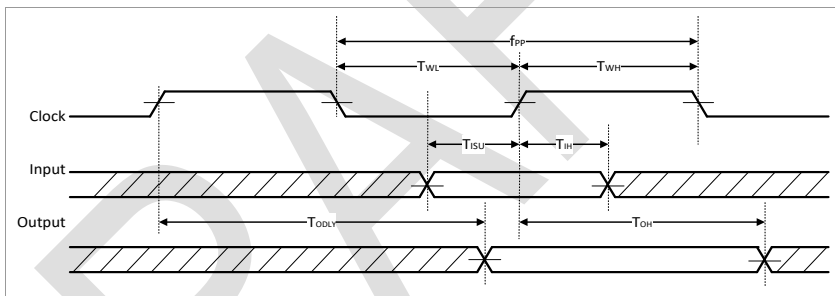 fPP
TWL
TWH
Clock
TISU
TIH
Input
Output
TODLY
TOH